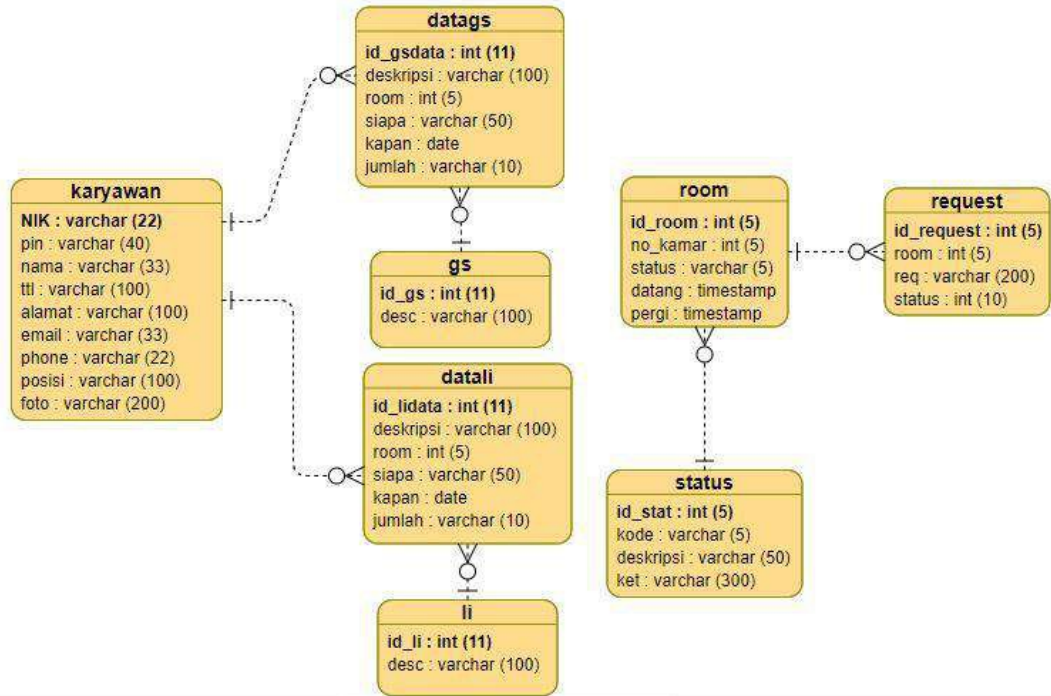 datags
id_gsdata : int (11)
deskripsi : varchar (100)
room : int (5)
siapa : varchar (50)
kapan : date
jumlah : varchar (10)
karyawan
NIK : varchar (22)
pin : varchar (40)
nama : varchar (33)
ttl : varchar (100)
alamat : varchar (100)
email : varchar (33)
phone : varchar (22)
posisi : varchar (100)
foto : varchar (200)
gs
id_gs : int (11)
desc : varchar (100)
datali
id_lidata : int (11)
deskripsi : varchar (100)
room : int (5)
siapa : varchar (50)
kapan : date
jumlah : varchar (10)
li
id_li : int (11)
desc : varchar (100)
room
id_room : int (5)
no_kamar : int (5)
status : varchar (5)
datang : timestamp
pergi : timestamp
request
id_request : int (5)
room : int (5)
req : varchar (200)
status : int (10)
status
id_stat : int (5)
kode : varchar (5)
deskripsi : varchar (50)
ket : varchar (300)